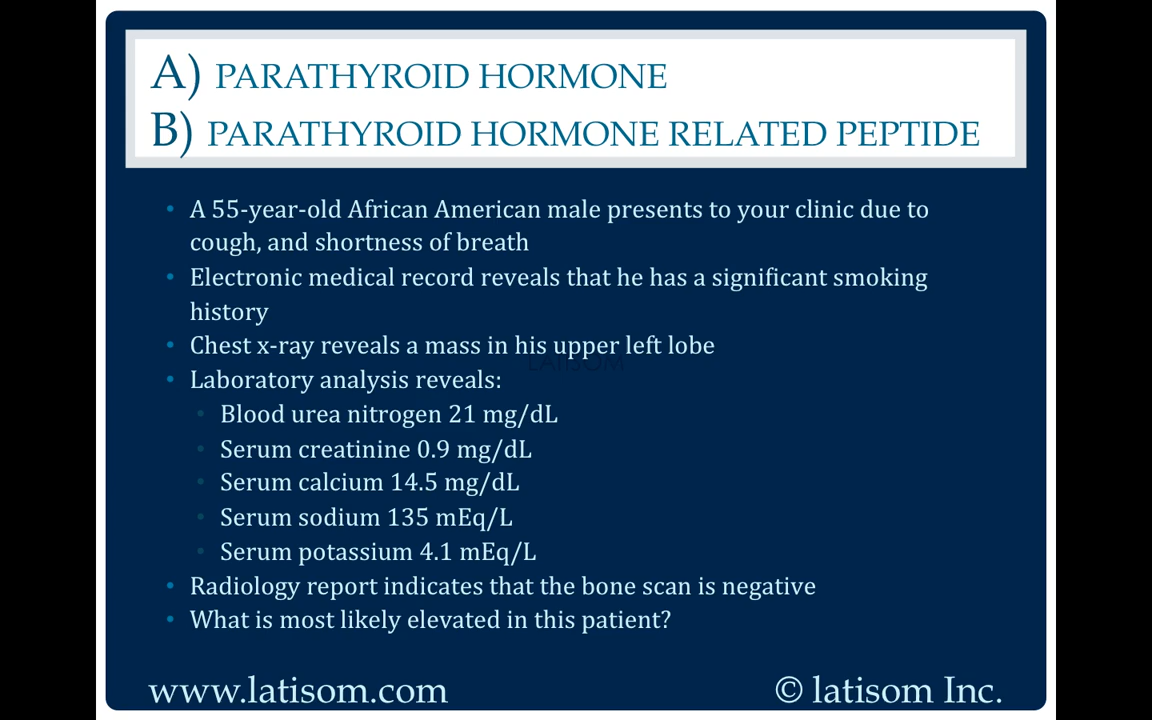 A) PARATHYROID HORMONE
B) PARATHYROID HORMONE RELATED PEPTIDE
• A 55-year-old African American male presents to your clinic due to
cough, and shortness of breath
• Electronic medical record reveals that he has a significant smoking
history
• Chest x-ray reveals a mass in his upper left lobe
LATISOM
• Laboratory analysis reveals:
• Blood urea nitrogen 21 mg/dL
• Serum creatinine 0.9 mg/dL
• Serum calcium 14.5 mg/dL
• Serum sodium 135 mEq/L
• Serum potassium 4.1 mEq/L
• Radiology report indicates that the bone scan is negative
• What is most likely elevated in this patient?
www.latisom.com
© latisom Inc.